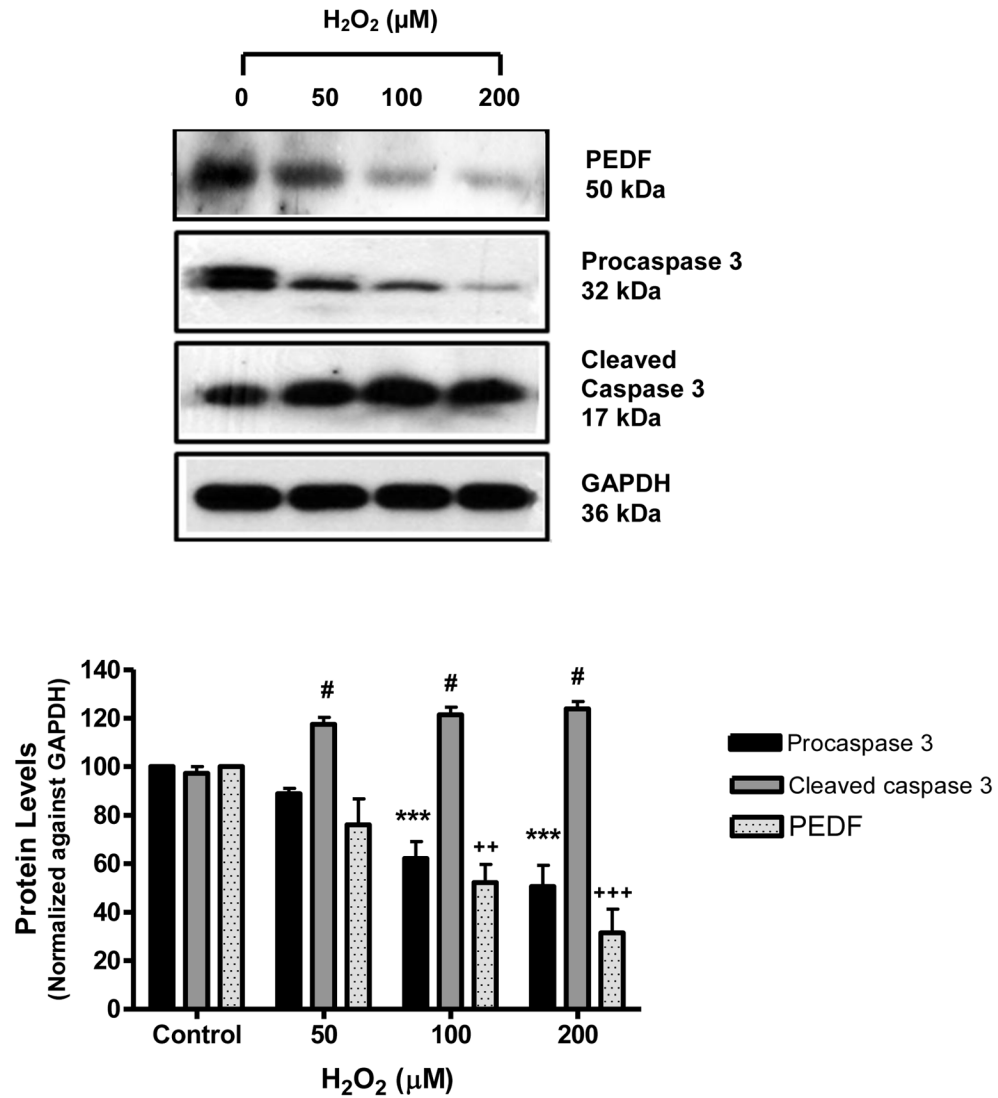 H₂O₂ (µM)
0 50 100 200
PEDF
50 kDa
Procaspase 3
32 kDa
Cleaved
Caspase 3
17 kDa
GAPDH
36 kDa
Protein Levels
(Normalized against GAPDH)
140
120
100
80
60
40
20
0
#
#
#
***
++
***
+++
Control 50 100 200
H₂O₂ (µM)
Procaspase 3
Cleaved caspase 3
PEDF